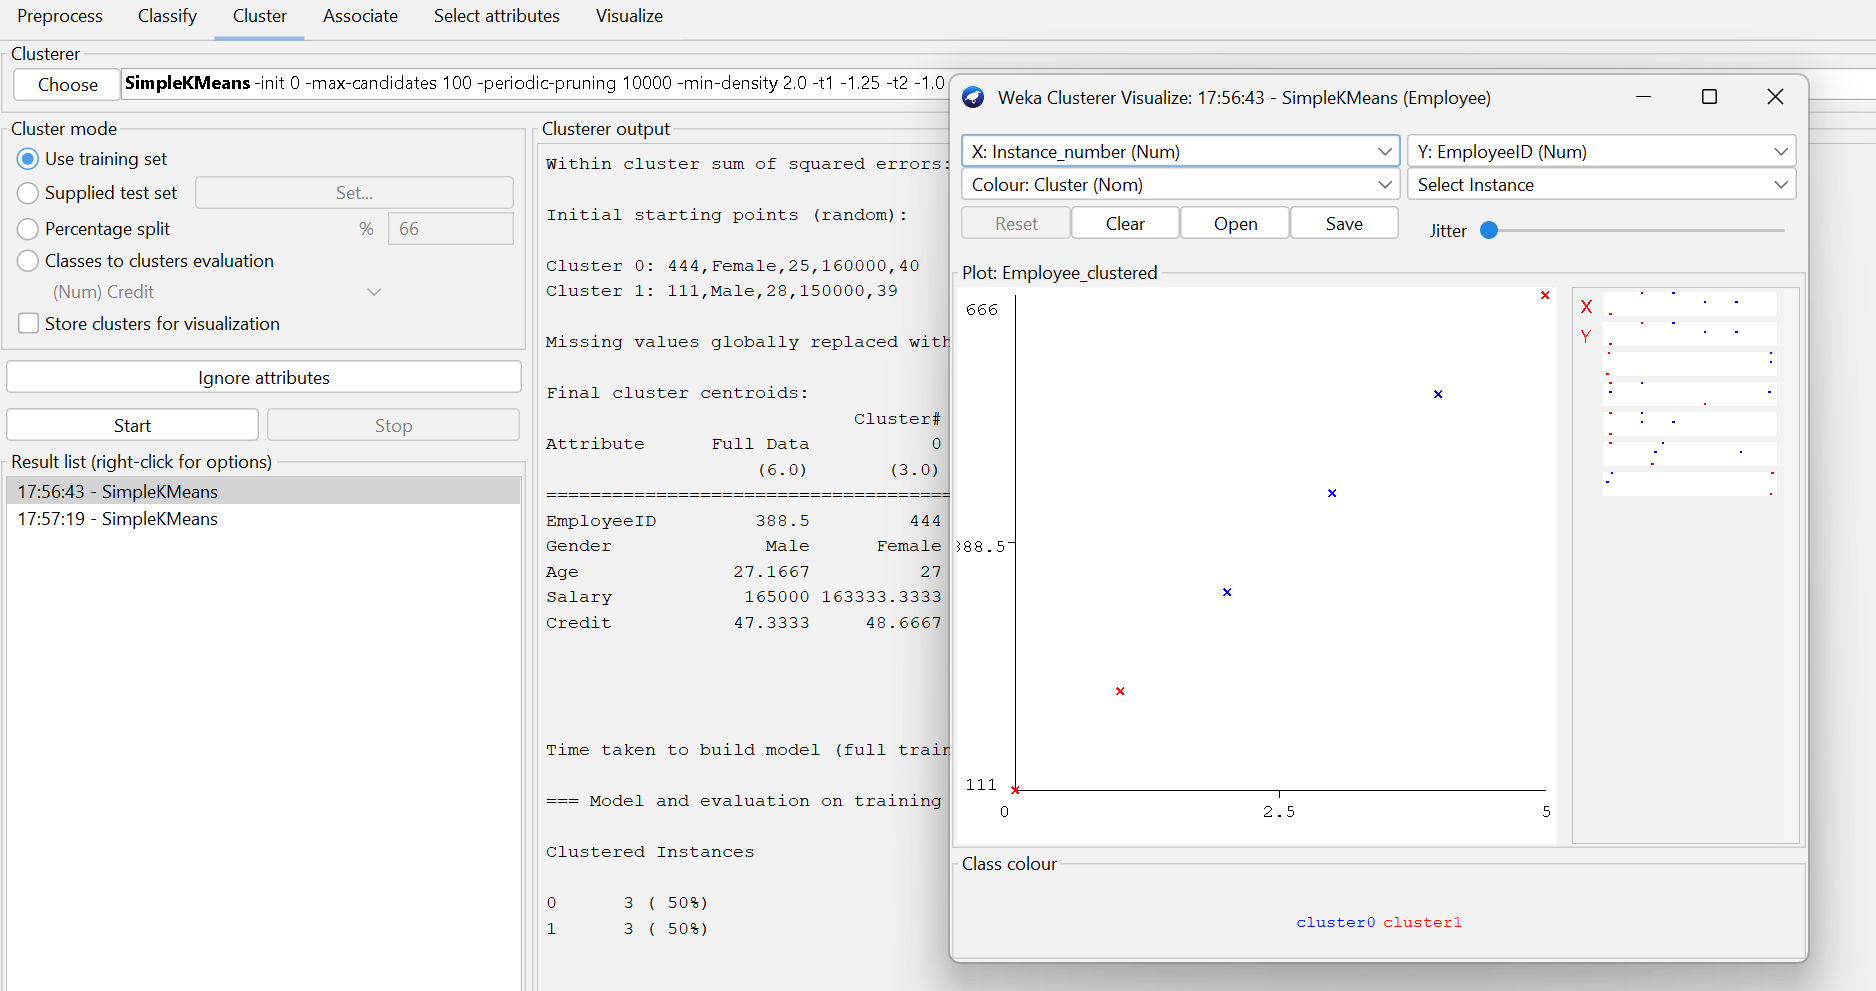 Preprocess Classify Cluster Associate Select attributes Visualize
Clusterer
Choose SimpleKMeans -init 0 -max-candidates 100 -periodic-pruning 10000 -min-density 2.0 -t1 -1.25 -t2 -1.0
Cluster mode
Use training set
Supplied test set Set...
Percentage split % 66
Classes to clusters evaluation
(Num) Credit
Store clusters for visualization
Ignore attributes
Start Stop
Result list (right-click for options)
17:56:43 - SimpleKMeans
17:57:19 - SimpleKMeans
Clusterer output
Within cluster sum of squared errors:
Initial starting points (random):
Cluster 0: 444,Female,25,160000,40
Cluster 1: 111,Male,28,150000,39
Missing values globally replaced with
Final cluster centroids:
Cluster#
Attribute Full Data 0
(6.0) (3.0)
==========================================
EmployeeID 388.5 444
Gender Male Female
Age 27.1667 27
Salary 165000 163333.3333
Credit 47.3333 48.6667
Time taken to build model (full train
=== Model and evaluation on training
Clustered Instances
0 3 ( 50%)
1 3 ( 50%)
Weka Clusterer Visualize: 17:56:43 - SimpleKMeans (Employee)
X: Instance_number (Num) Y: EmployeeID (Num)
Colour: Cluster (Nom) Select Instance
Reset Clear Open Save Jitter
Plot: Employee_clustered
666
388.5
111
0 2.5 5
X
Y
Class colour
cluster0 cluster1